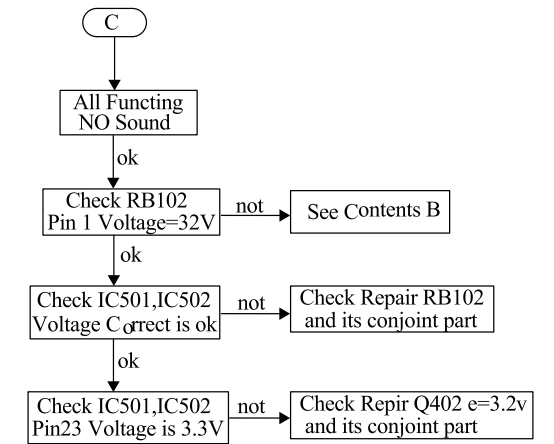 C
All Functing
NO Sound
ok
Check RB102
Pin 1 Voltage=32V
not
See Contents B
ok
Check IC501,IC502
Voltage Correct is ok
not
Check Repair RB102
and its conjoint part
ok
Check IC501,IC502
Pin23 Voltage is 3.3V
not
Check Repir Q402 e=3.2v
and its conjoint part